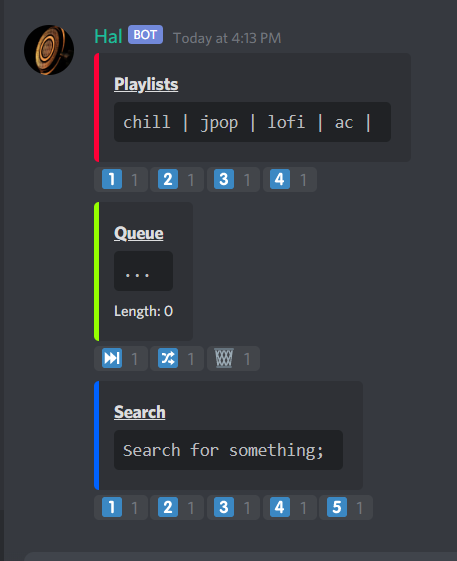 Hal BOT Today at 4:13 PM
Playlists
chill | jpop | lofi | ac |
1 1 2 1 3 1 4 1
Queue
...
Length: 0
1 1 1
Search
Search for something;
1 1 2 1 3 1 4 1 5 1